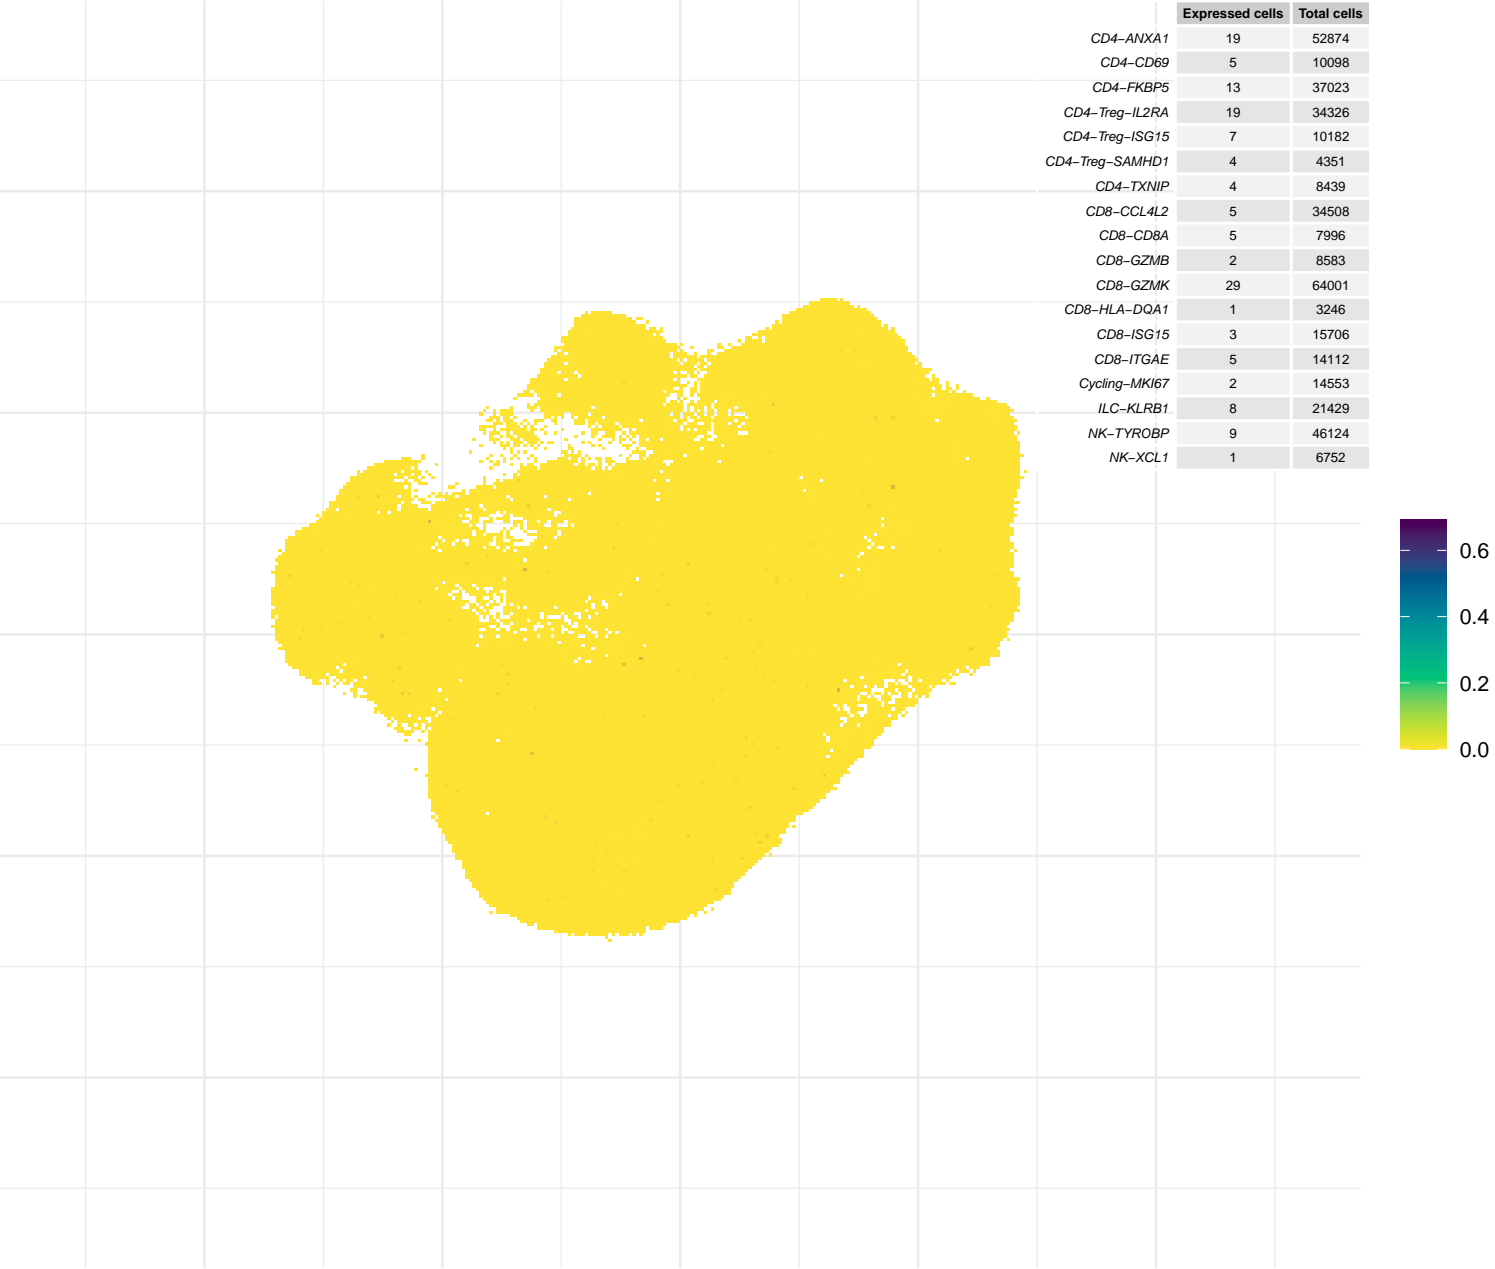 Expressed cells Total cells
CD4−ANXA1 19 52874
CD4−CD69 5 10098
CD4−FKBP5 13 37023
CD4−Treg−IL2RA 19 34326
CD4−Treg−ISG15 7 10182
CD4−Treg−SAMHD1 4 4351
CD4−TXNIP 4 8439
CD8−CCL4L2 5 34508
CD8−CD8A 5 7996
CD8−GZMB 2 8583
CD8−GZMK 29 64001
CD8−HLA−DQA1 1 3246
CD8−ISG15 3 15706
CD8−ITGAE 5 14112
Cycling−MKI67 2 14553
ILC−KLRB1 8 21429
NK−TYROBP 9 46124
NK−XCL1 1 6752
0.6
0.4
0.2
0.0